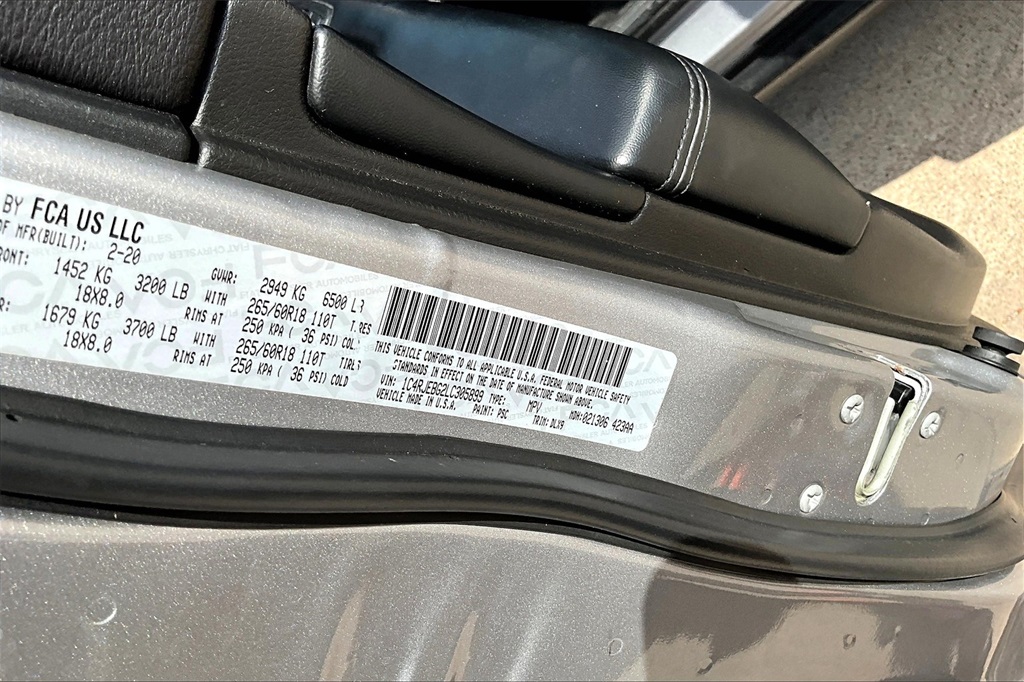 BY FCA US LLC
OF MFR(BUILT): 2-20
FRONT: 1452 KG 3200 LB GVWR: 2949 KG 6500 LB
18X8.0 RIMS AT WITH 265/60R18 110T TIRES
250 KPA ( 36 PSI) COLD
R: 1679 KG 3700 LB WITH 265/60R18 110T TIRES
18X8.0 RIMS AT 250 KPA ( 36 PSI) COLD
THIS VEHICLE CONFORMS TO ALL APPLICABLE U.S.A. FEDERAL MOTOR VEHICLE SAFETY
STANDARDS IN EFFECT ON THE DATE OF MANUFACTURE SHOWN ABOVE.
VIN: 1C4RJEBG2LC305899 TYPE: MPV
VEHICLE MADE IN U.S.A. PAINT: PSC MDH: 021306 423AA
TRIM: DLX9